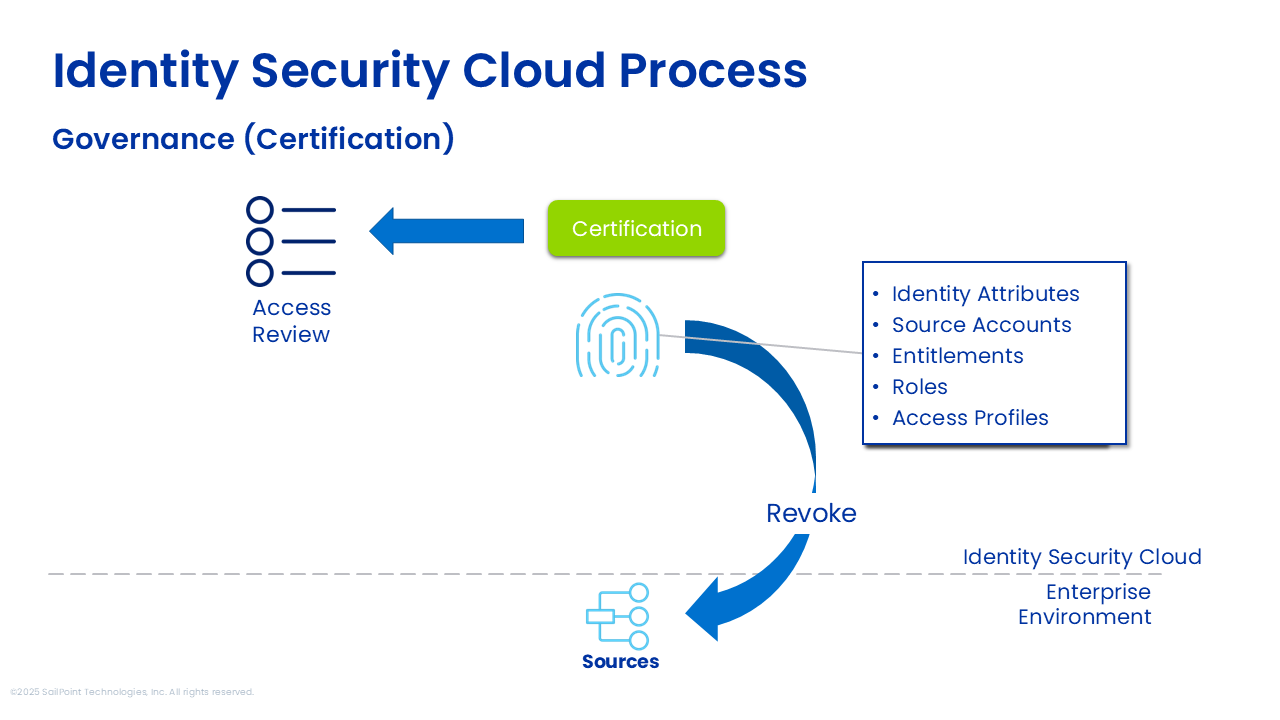 Identity Security Cloud Process
Governance (Certification)
Certification
Access
Review
• Identity Attributes
• Source Accounts
• Entitlements
• Roles
• Access Profiles
Revoke
Identity Security Cloud
Enterprise
Environment
Sources
©2025 SailPoint Technologies, Inc. All rights reserved.